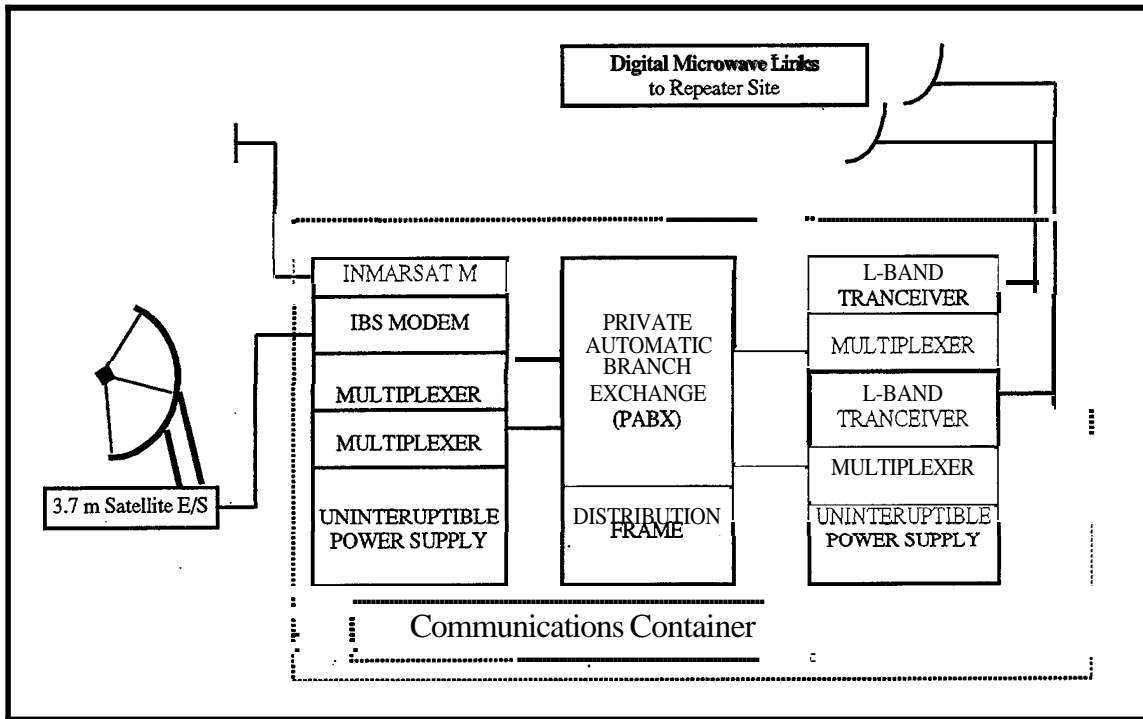 Digital Microwave Links
to Repeater Site
INMARSAT M
IBS MODEM
MULTIPLEXER
MULTIPLEXER
UNINTERUPTIBLE
POWER SUPPLY
3.7 m Satellite E/S
PRIVATE
AUTOMATIC
BRANCH
EXCHANGE
(PABX)
DISTRIBUTION
FRAME
L-BAND
TRANCEIVER
MULTIPLEXER
L-BAND
TRANCEIVER
MULTIPLEXER
UNINTERUPTIBLE
POWER SUPPLY
Communications Container